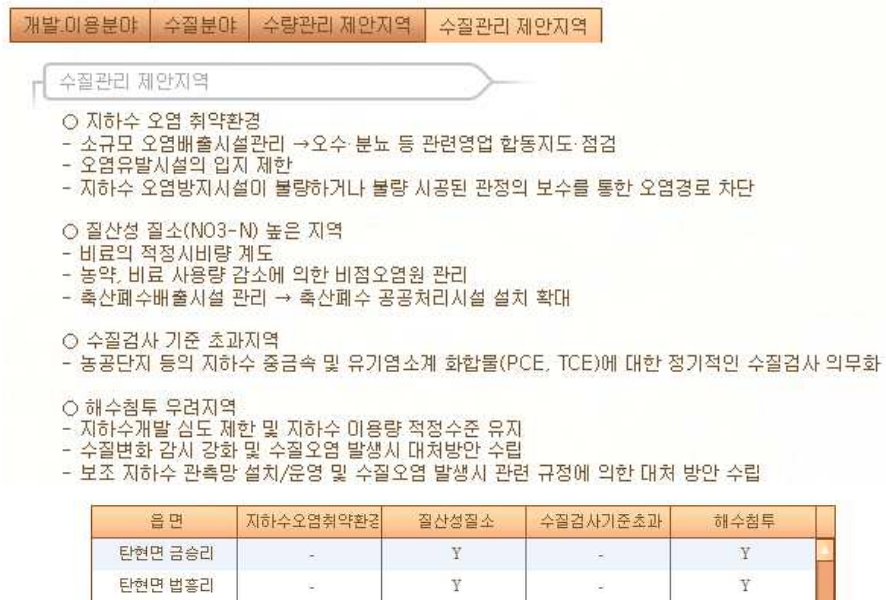 개발.이용분야 수질분야 수량관리 제안지역 수질관리 제안지역
수질관리 제안지역
○ 지하수 오염 취약환경
- 소규모 오염배출시설관리 →오수·분뇨 등 관련영업 합동지도·점검
- 오염유발시설의 입지 제한
- 지하수 오염방지시설이 불량하거나 불량 시공된 관정의 보수를 통한 오염경로 차단
○ 질산성 질소(NO3-N) 높은 지역
- 비료의 적정시비량 계도
- 농약, 비료 사용량 감소에 의한 비점오염원 관리
- 축산폐수배출시설 관리 → 축산폐수 공공처리시설 설치 확대
○ 수질검사 기준 초과지역
- 농공단지 등의 지하수 중금속 및 유기염소계 화합물(PCE, TCE)에 대한 정기적인 수질검사 의무화
○ 해수침투 우려지역
- 지하수개발 심도 제한 및 지하수 이용량 적정수준 유지
- 수질변화 감시 강화 및 수질오염 발생시 대처방안 수립
- 보조 지하수 관측망 설치/운영 및 수질오염 발생시 관련 규정에 의한 대처 방안 수립
읍 면 지하수오염취약환경 질산성질소 수질검사기준초과 해수침투
탄현면 금승리 - Y - Y
탄현면 법흥리 - Y - Y